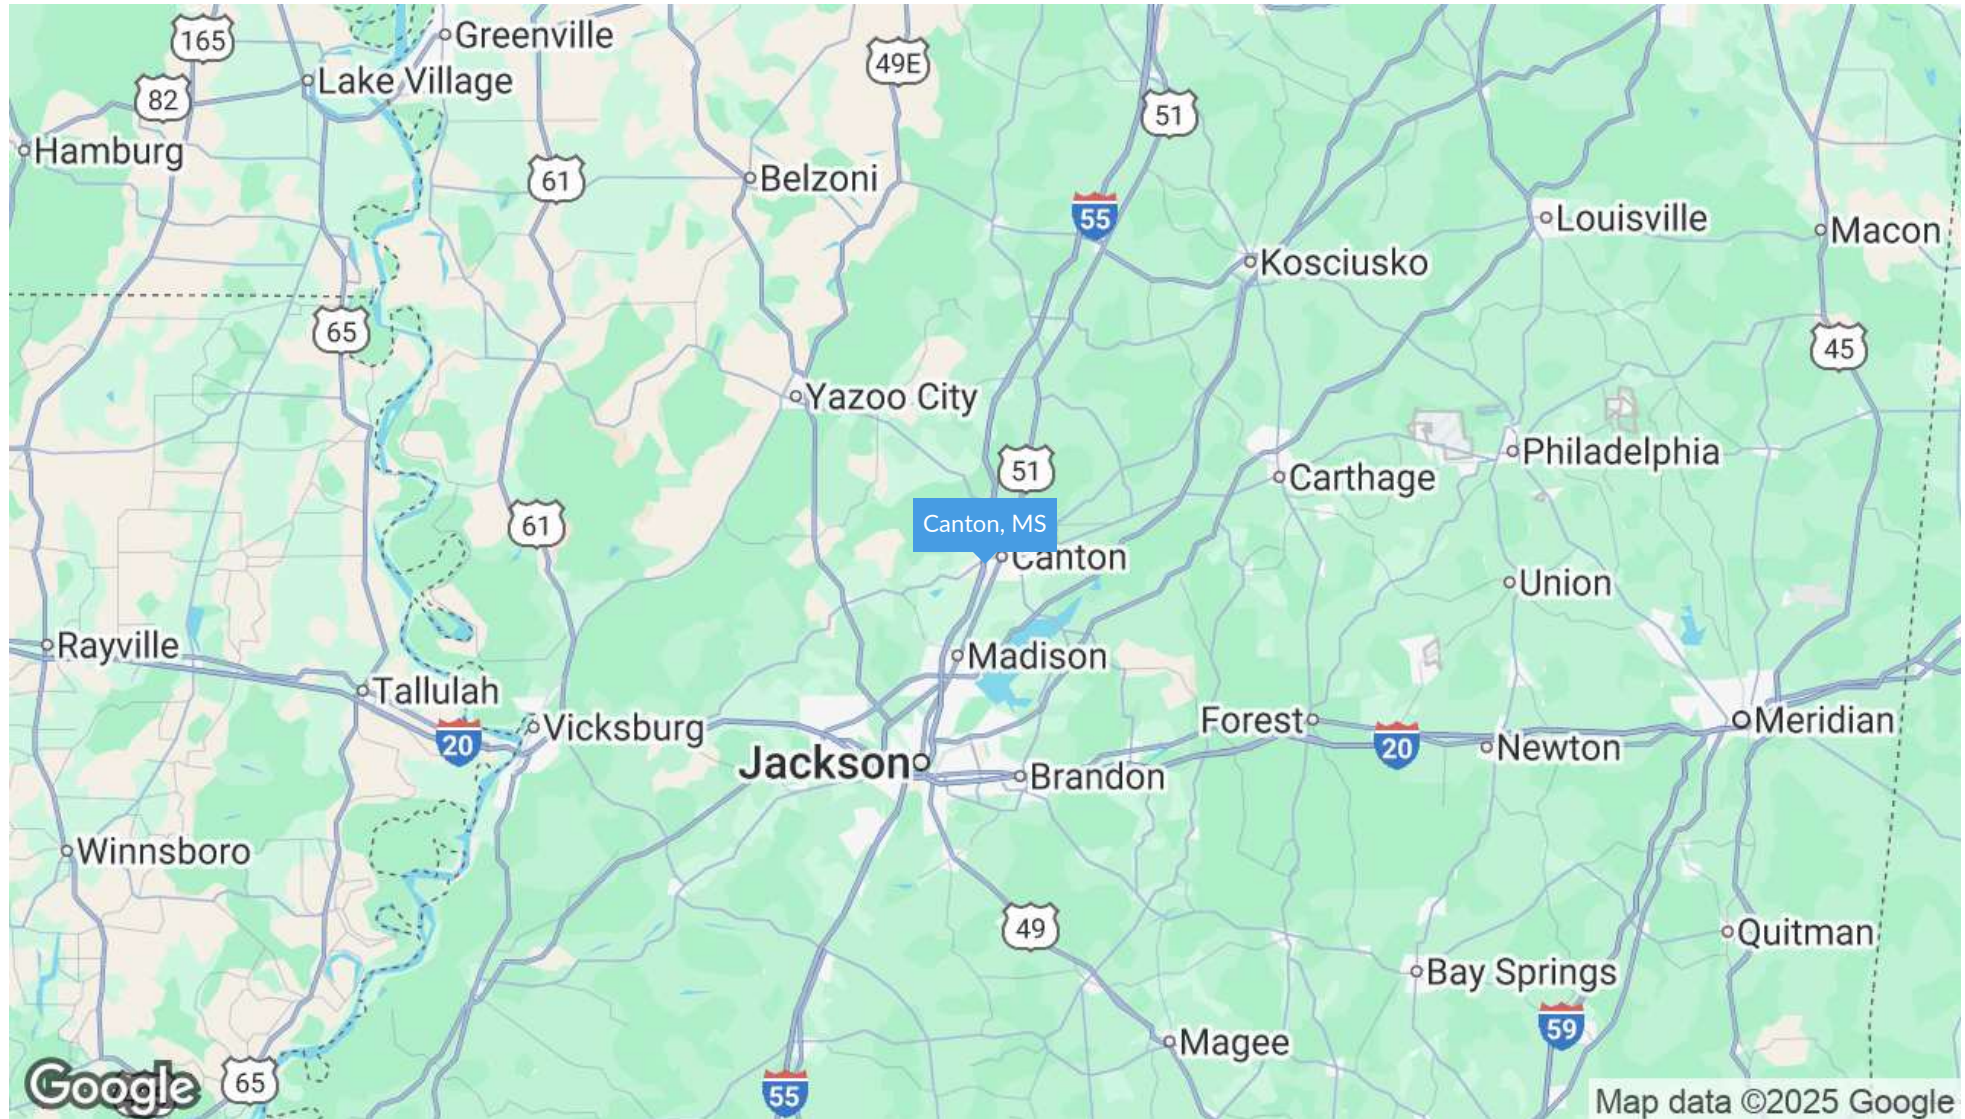 165
Greenville
49E
Lake Village
82
51
Hamburg
61
Belzoni
55
Louisville
Macon
Kosciusko
65
45
Yazoo City
51
Philadelphia
Carthage
61
Canton, MS
Canton
Union
Rayville
Madison
Tallulah
Vicksburg
20
Forest
20
Newton
Meridian
Jackson
Brandon
Winnsboro
49
Quitman
Bay Springs
59
Magee
Google
65
55
Map data ©2025 Google